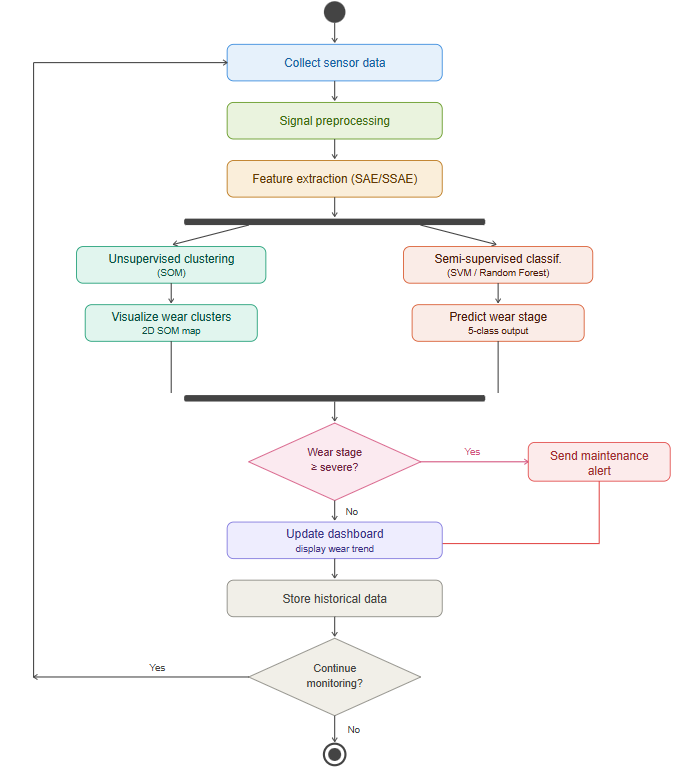 Collect sensor data
Signal preprocessing
Feature extraction (SAE/SSAE)
Unsupervised clustering
(SOM)
Semi-supervised classif.
(SVM / Random Forest)
Visualize wear clusters
2D SOM map
Predict wear stage
5-class output
Wear stage
≥ severe?
Yes
Send maintenance
alert
No
Update dashboard
display wear trend
Store historical data
Continue
monitoring?
Yes
No